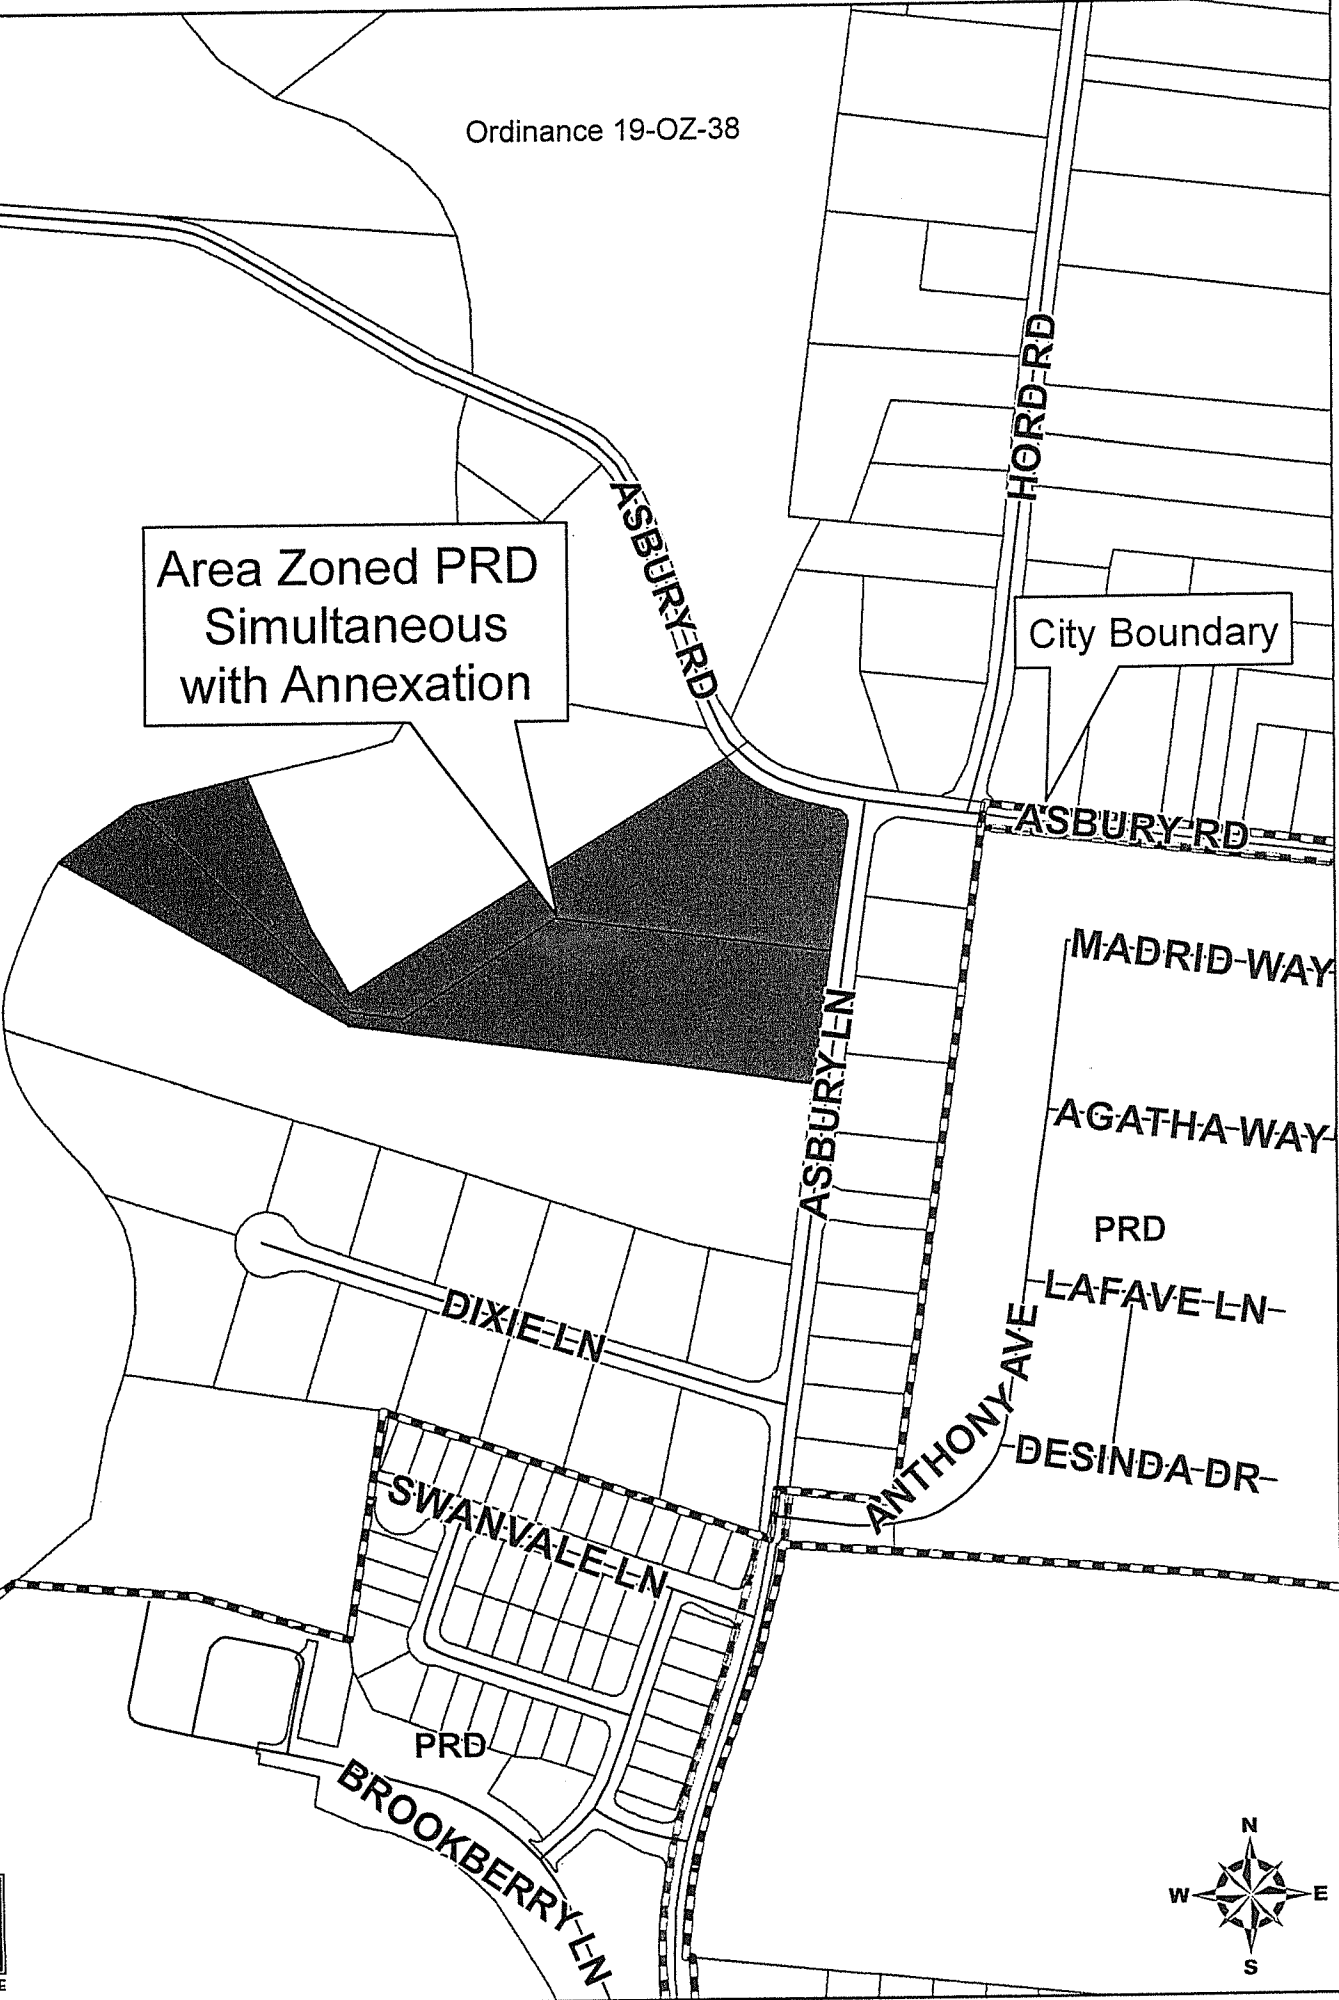 Ordinance 19-OZ-38
HORD RD
ASBURY RD
Area Zoned PRD
Simultaneous
with Annexation
City Boundary
ASBURY RD
MADRID WAY
ASBURY LN
AGATHA WAY
PRD
LAFAVE LN
DIXIE LN
ANTHONY AVE
DESINDA DR
SWANVALE LN
PRD
BROOKBERRY LN
N
W E
S
E